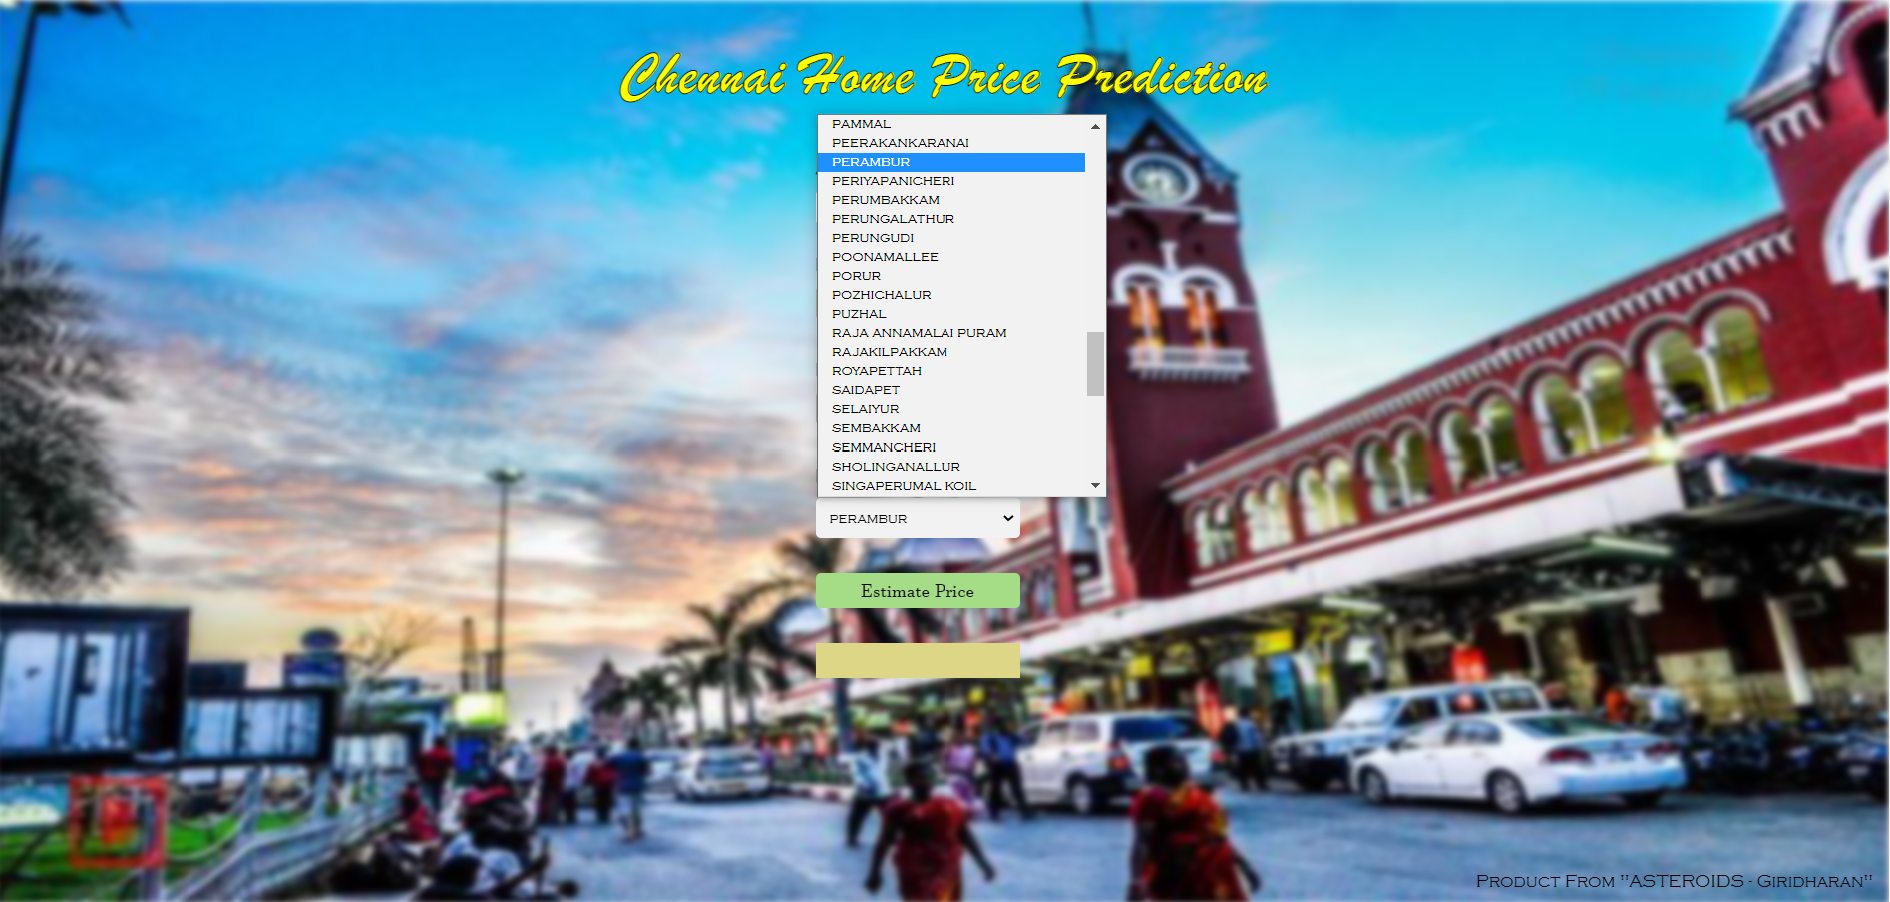 Chennai Home Price Prediction
PAMMAL
PEERAKANKARANAI
PERAMBUR
PERIYAPANICHERI
PERUMBAKKAM
PERUNGALATHUR
PERUNGUDI
POONAMALLEE
PORUR
POZHICHALUR
PUZHAL
RAJA ANNAMALAI PURAM
RAJAKILPAKKAM
ROYAPETTAH
SAIDAPET
SELAIYUR
SEMBAKKAM
SEMMANCHERI
SHOLINGANALLUR
SINGAPERUMAL KOIL
PERAMBUR
Estimate Price
Product From "ASTEROIDS - Giridharan"